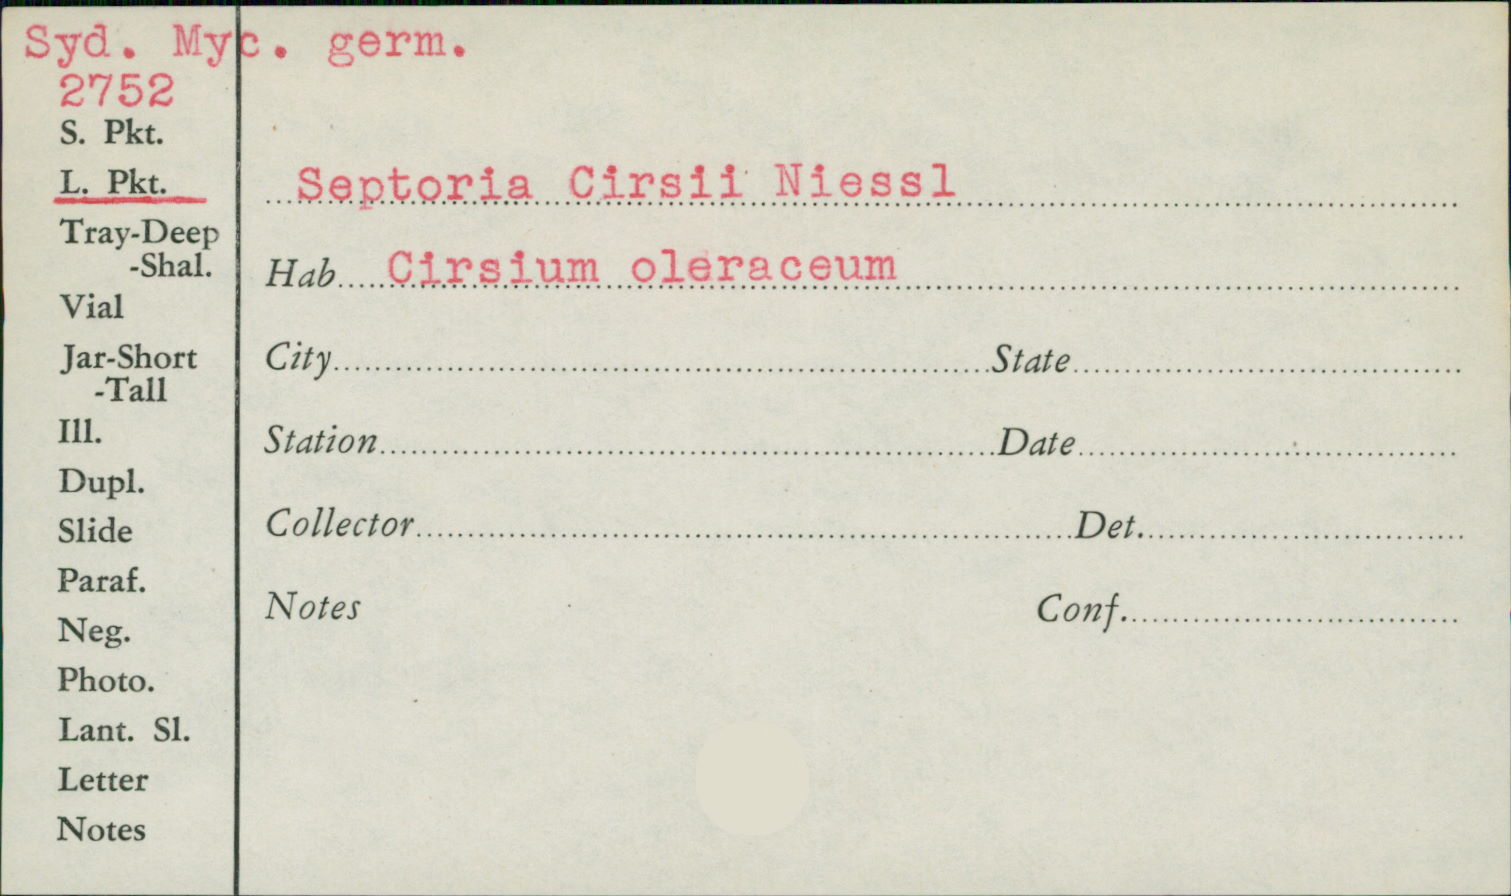 Syd. Myc. germ.
2752
S. Pkt.
L. Pkt.
Septoria Cirsii Niessl
Tray-Deep
-Shal.
Hab Cirsium oleraceum
Vial
Jar-Short
-Tall
City State
Ill.
Station Date
Dupl.
Slide
Collector Det.
Paraf.
Neg.
Notes Conf.
Photo.
Lant. Sl.
Letter
Notes